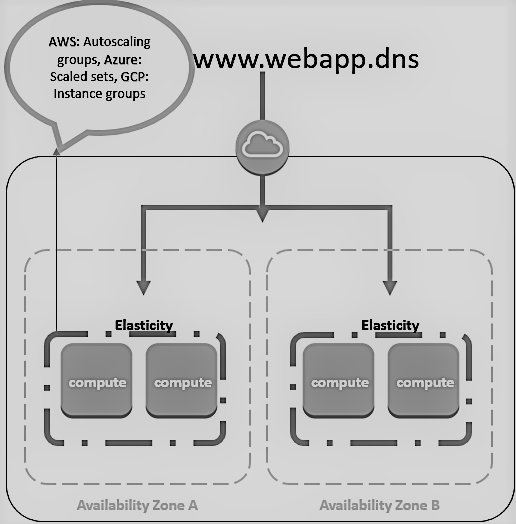 AWS: Autoscaling
groups, Azure:
Scaled sets, GCP:
Instance groups
www.webapp.dns
Elasticity
compute
compute
Availability Zone A
Elasticity
compute
compute
Availability Zone B